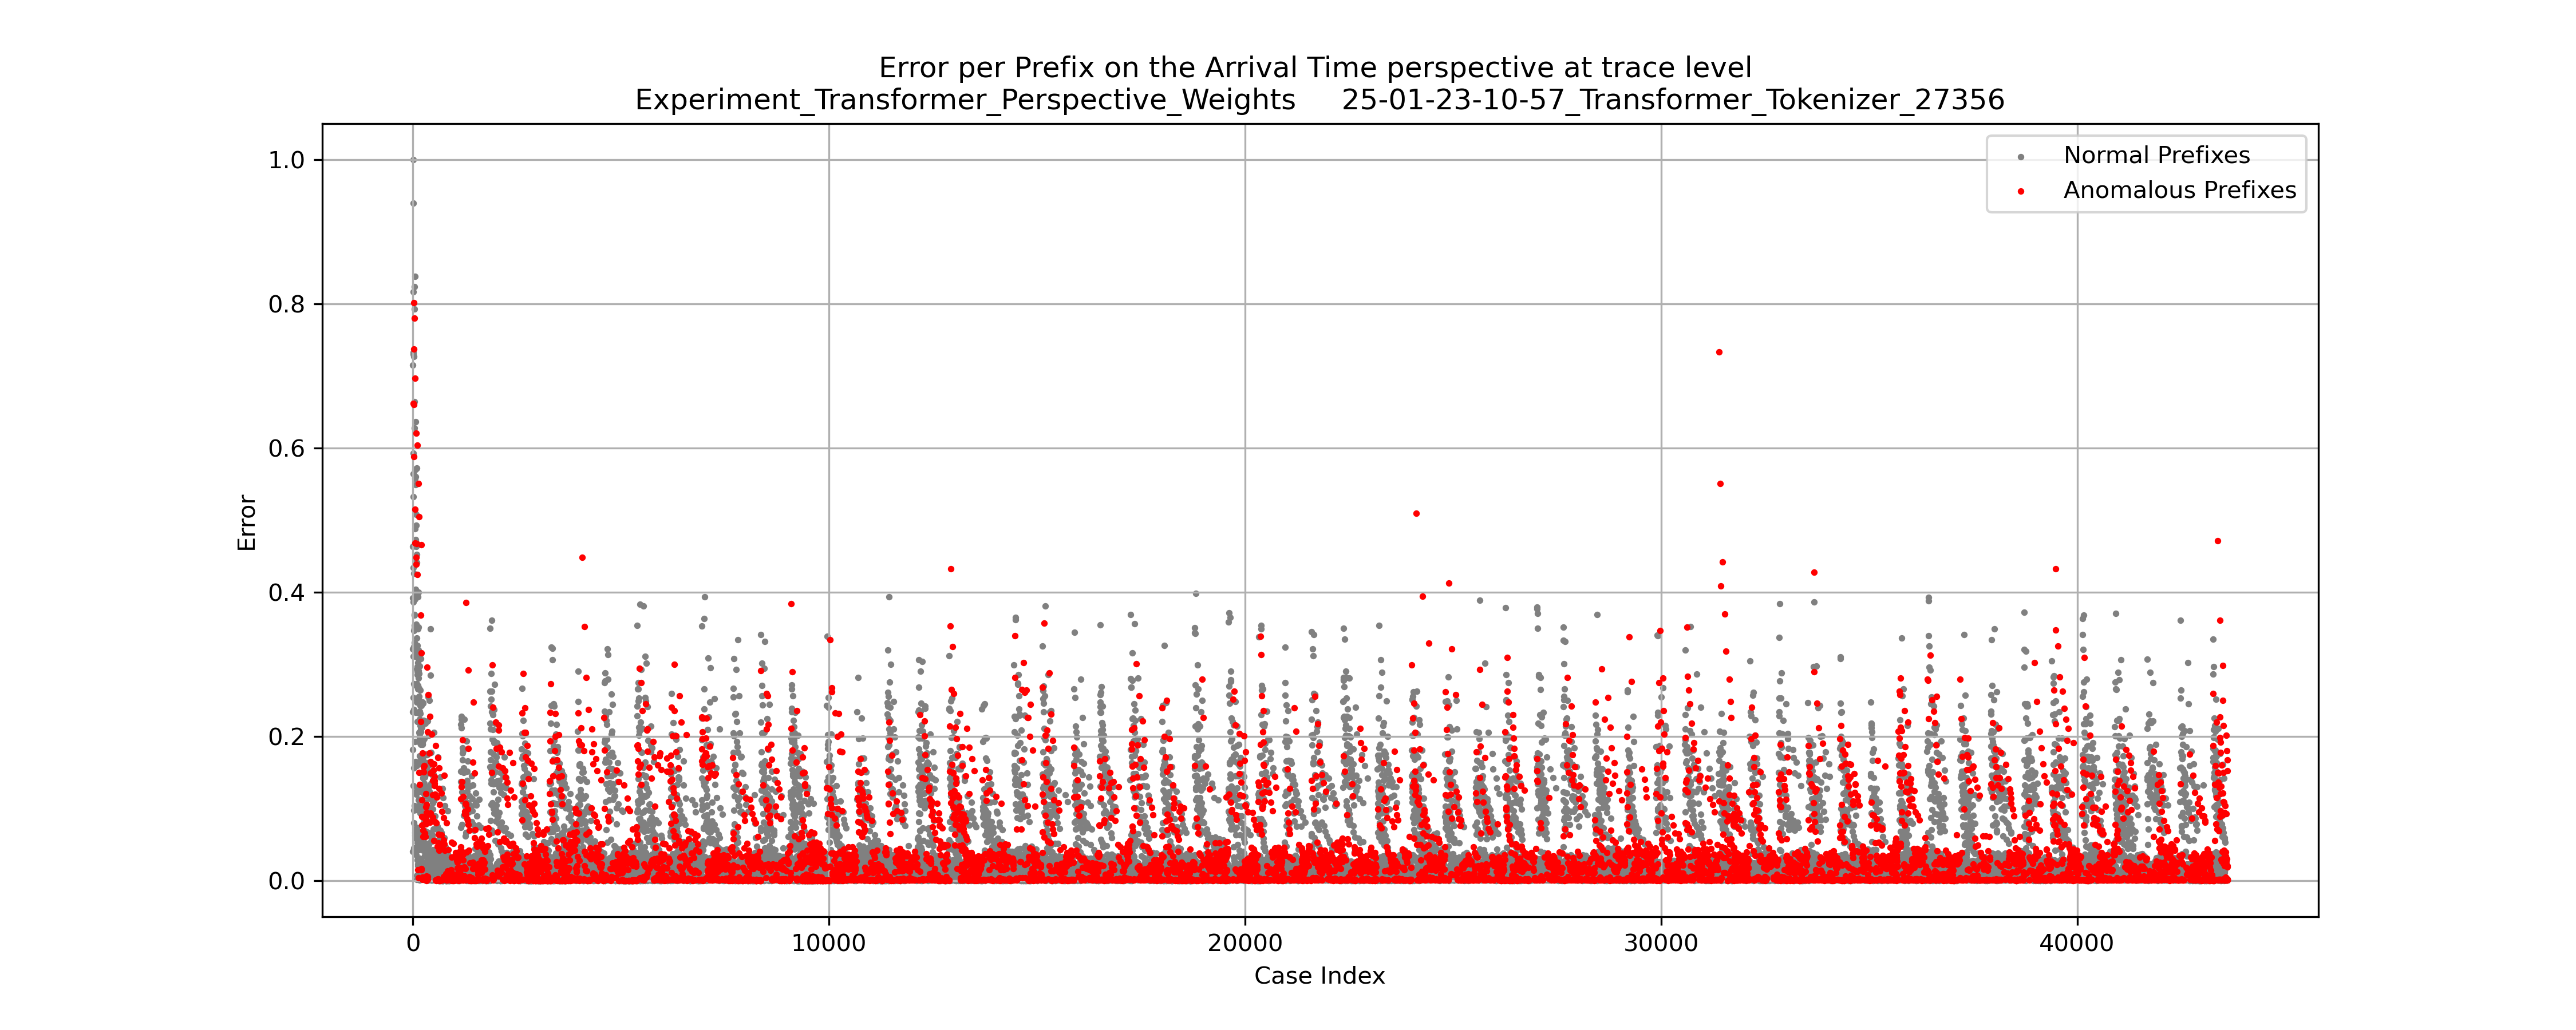 Error per Prefix on the Arrival Time perspective at trace level
Experiment_Transformer_Perspective_Weights 25-01-23-10-57_Transformer_Tokenizer_27356
Normal Prefixes
Anomalous Prefixes
1.0
0.8
0.6
0.4
0.2
0.0
Error
0 10000 20000 30000 40000
Case Index